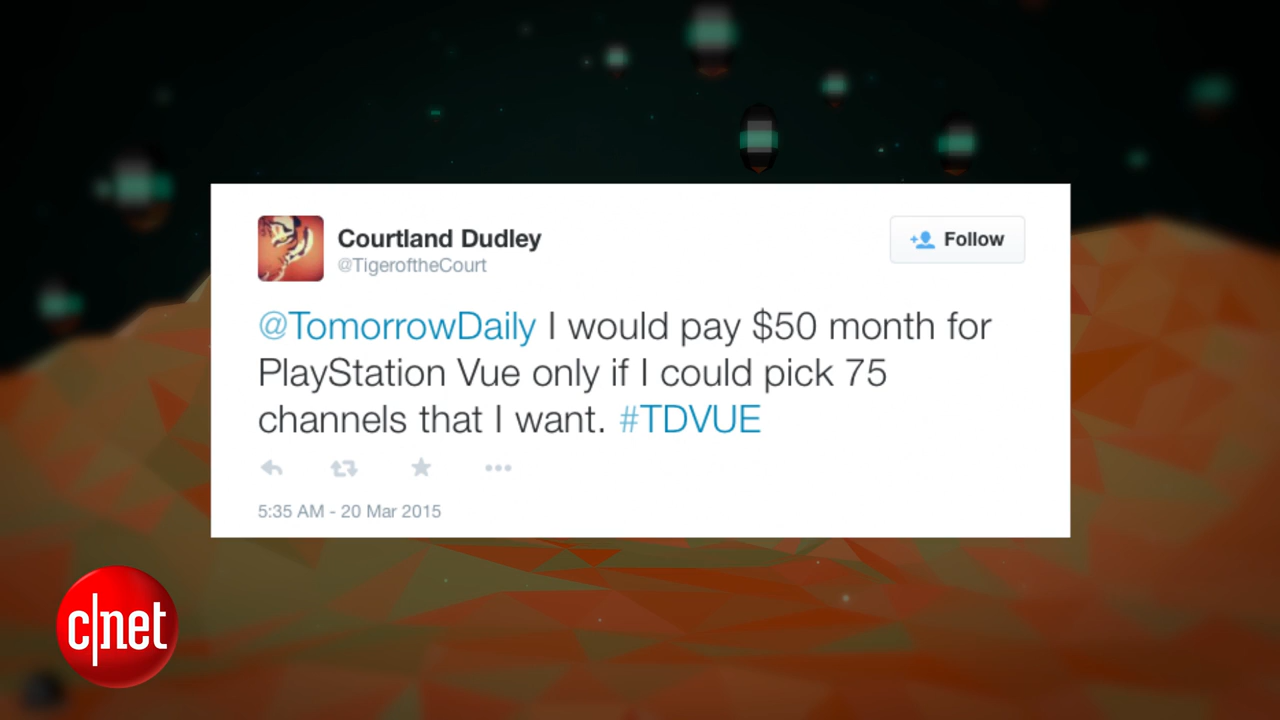 Courtland Dudley
@TigeroftheCourt
Follow
@TomorrowDaily I would pay $50 month for
PlayStation Vue only if I could pick 75
channels that I want. #TDVUE
5:35 AM - 20 Mar 2015
c|net